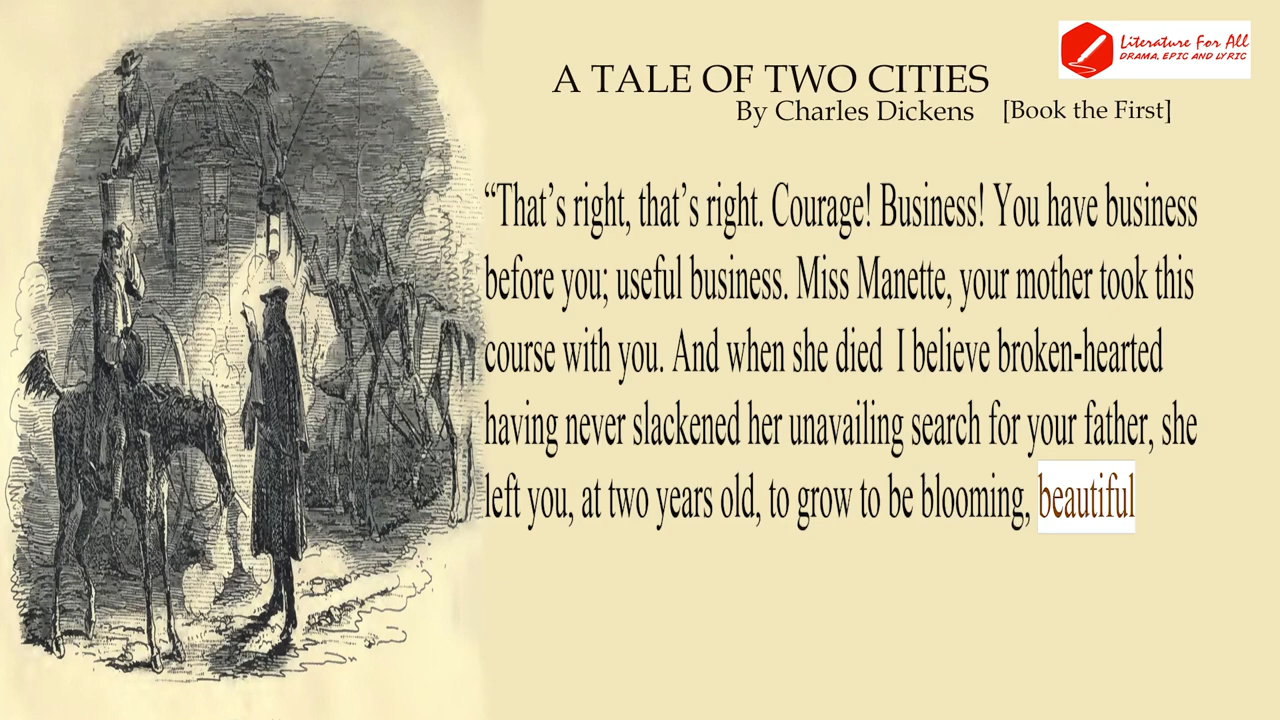 Literature For All
DRAMA, EPIC AND LYRIC
A TALE OF TWO CITIES
By Charles Dickens [Book the First]
“That’s right, that’s right. Courage! Business! You have business
before you; useful business. Miss Manette, your mother took this
course with you. And when she died I believe broken-hearted
having never slackened her unavailing search for your father, she
left you, at two years old, to grow to be blooming, beautiful